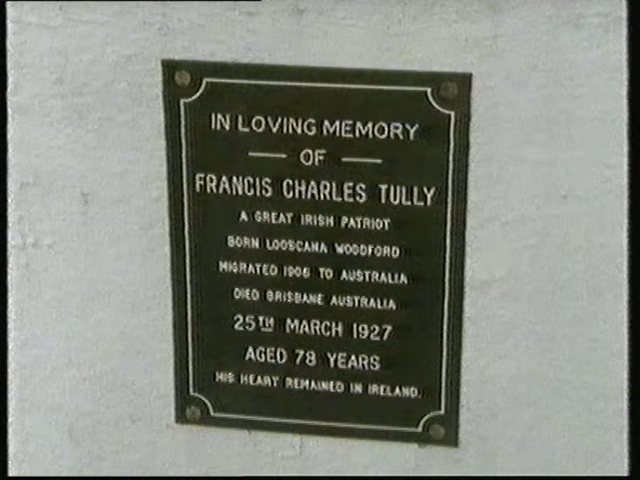 IN LOVING MEMORY
OF
FRANCIS CHARLES TULLY
A GREAT IRISH PATRIOT
BORN LOOSCANA WOODFORD
MIGRATED 1906 TO AUSTRALIA
DIED BRISBANE AUSTRALIA
25TH MARCH 1927
AGED 78 YEARS
HIS HEART REMAINED IN IRELAND.